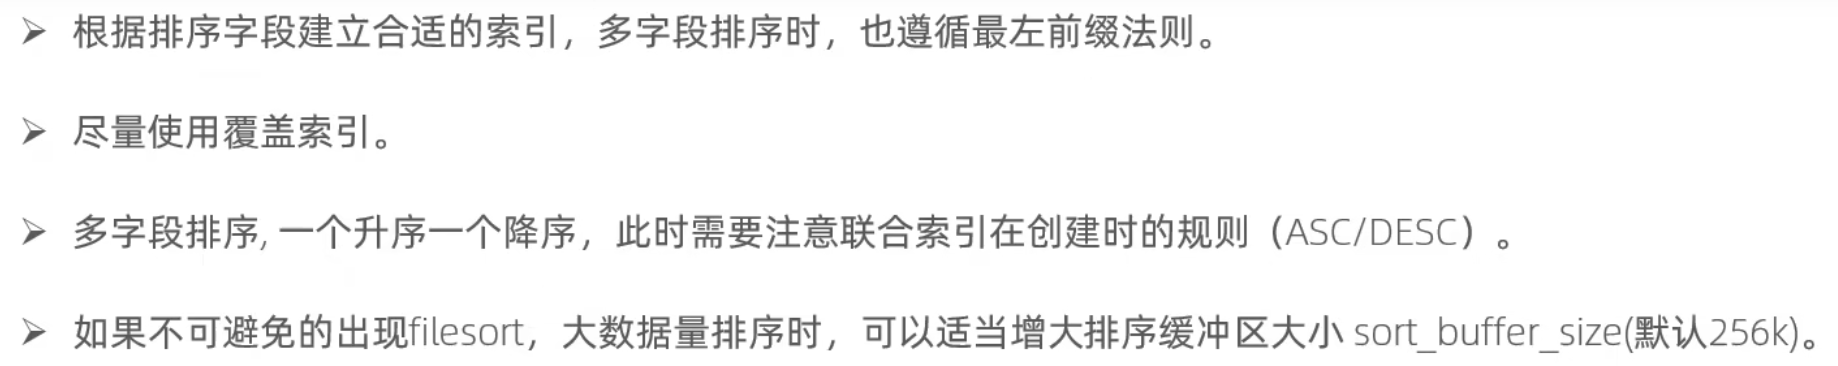 ➢ 根据排序字段建立合适的索引，多字段排序时，也遵循最左前缀法则。
➢ 尽量使用覆盖索引。
➢ 多字段排序, 一个升序一个降序，此时需要注意联合索引在创建时的规则（ASC/DESC）。
➢ 如果不可避免的出现filesort，大数据量排序时，可以适当增大排序缓冲区大小 sort_buffer_size(默认256k)。